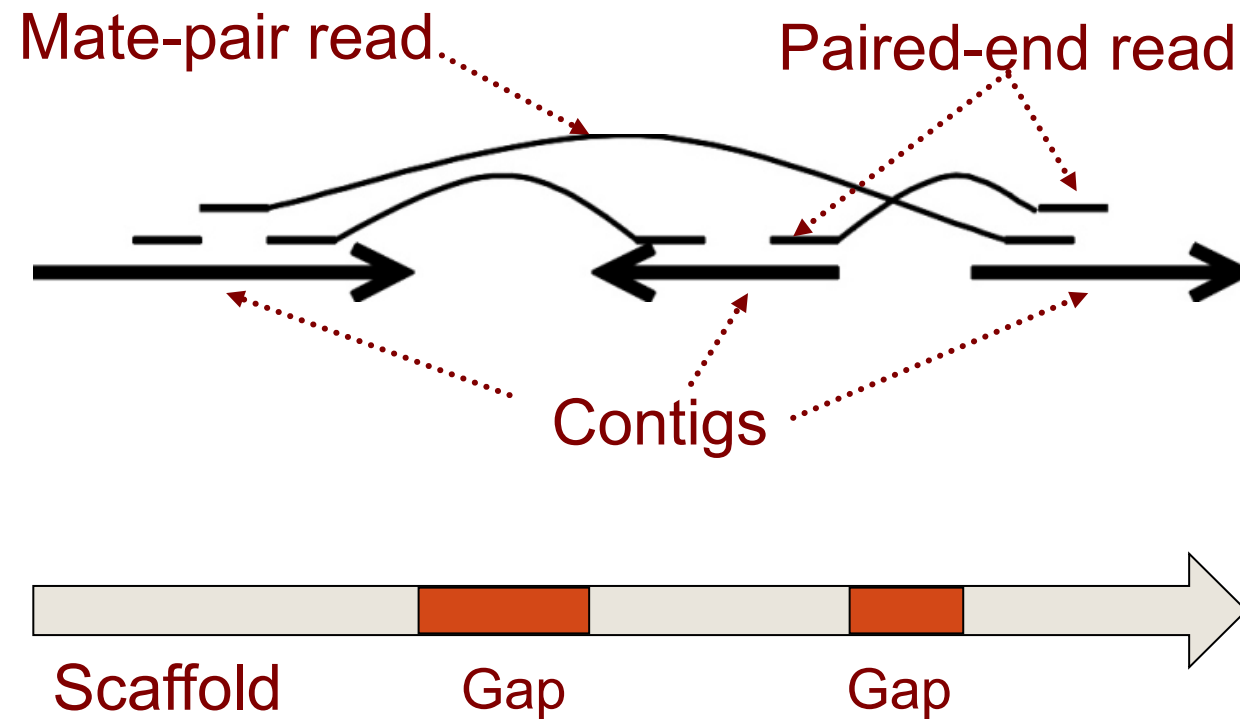 Mate-pair read
Paired-end read
Contigs
Scaffold
Gap
Gap